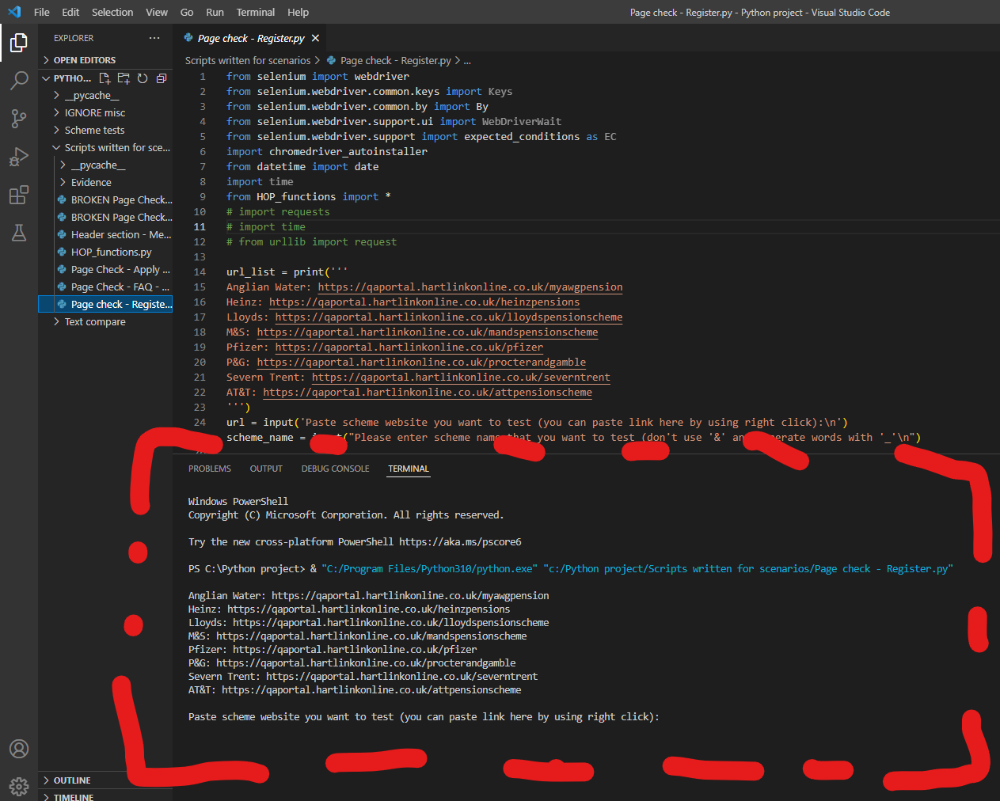 File Edit Selection View Go Run Terminal Help
Page check - Register.py - Python project - Visual Studio Code
EXPLORER ...
OPEN EDITORS
PYTHO...
__pycache__
IGNORE misc
Scheme tests
Scripts written for sce...
__pycache__
Evidence
BROKEN Page Check...
BROKEN Page Check...
Header section - Me...
HOP_functions.py
Page Check - Apply ...
Page Check - FAQ - ...
Page check - Registe...
Text compare
OUTLINE
TIMELINE
Page check - Register.py
Scripts written for scenarios > Page check - Register.py > ...
1 from selenium import webdriver
2 from selenium.webdriver.common.keys import Keys
3 from selenium.webdriver.common.by import By
4 from selenium.webdriver.support.ui import WebDriverWait
5 from selenium.webdriver.support import expected_conditions as EC
6 import chromedriver_autoinstaller
7 from datetime import date
8 import time
9 from HOP_functions import *
10 # import requests
11 # import time
12 # from urllib import request
13
14 url_list = print('''
15 Anglian Water: https://qaportal.hartlinkonline.co.uk/myawgpension
16 Heinz: https://qaportal.hartlinkonline.co.uk/heinzpensions
17 Lloyds: https://qaportal.hartlinkonline.co.uk/lloydspensionscheme
18 M&S: https://qaportal.hartlinkonline.co.uk/mandspensionscheme
19 Pfizer: https://qaportal.hartlinkonline.co.uk/pfizer
20 P&G: https://qaportal.hartlinkonline.co.uk/procterandgamble
21 Severn Trent: https://qaportal.hartlinkonline.co.uk/severntrent
22 AT&T: https://qaportal.hartlinkonline.co.uk/attpensionscheme
23 ''')
24 url = input('Paste scheme website you want to test (you can paste link here by using right click):\n')
scheme_name = "Please enter scheme name that you want to test (don't use '&' words with '_'\n")
PROBLEMS OUTPUT DEBUG CONSOLE TERMINAL
Windows PowerShell
Copyright (C) Microsoft Corporation. All rights reserved.
Try the new cross-platform PowerShell https://aka.ms/pscore6
PS C:\Python project> & "C:/Program Files/Python310/python.exe" "c:/Python project/Scripts written for scenarios/Page check - Register.py"
Anglian Water: https://qaportal.hartlinkonline.co.uk/myawgpension
Heinz: https://qaportal.hartlinkonline.co.uk/heinzpensions
Lloyds: https://qaportal.hartlinkonline.co.uk/lloydspensionscheme
M&S: https://qaportal.hartlinkonline.co.uk/mandspensionscheme
Pfizer: https://qaportal.hartlinkonline.co.uk/pfizer
P&G: https://qaportal.hartlinkonline.co.uk/procterandgamble
Severn Trent: https://qaportal.hartlinkonline.co.uk/severntrent
AT&T: https://qaportal.hartlinkonline.co.uk/attpensionscheme
Paste scheme website you want to test (you can paste link here by using right click):